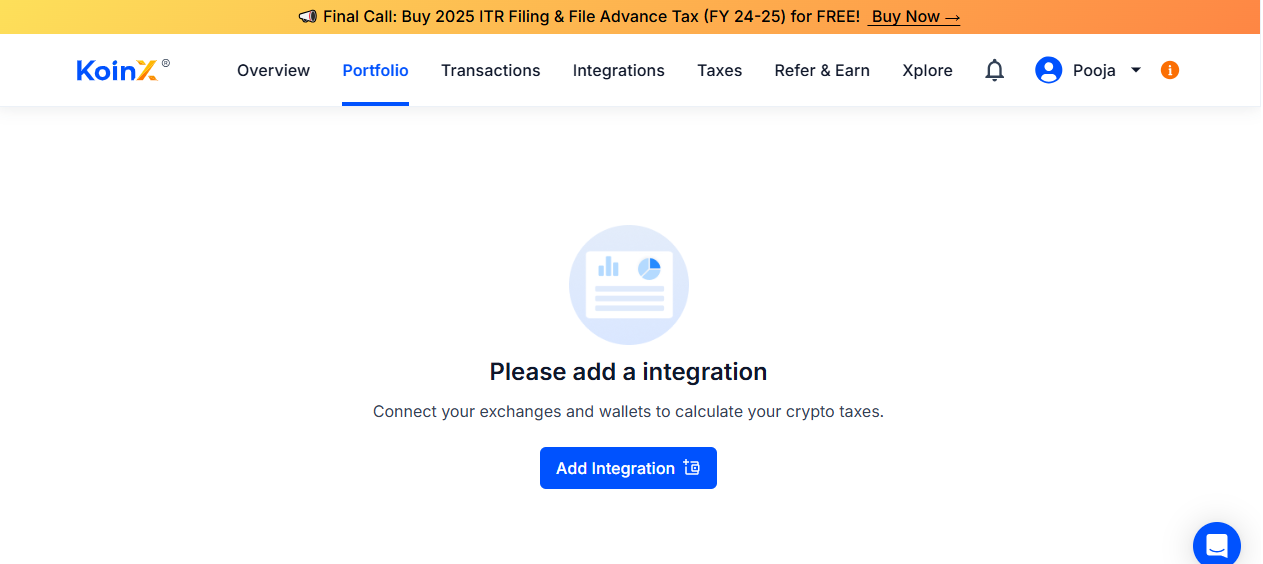 Final Call: Buy 2025 ITR Filing & File Advance Tax (FY 24-25) for FREE! Buy Now →
KoinX ® Overview Portfolio Transactions Integrations Taxes Refer & Earn Xplore Pooja i
Please add a integration
Connect your exchanges and wallets to calculate your crypto taxes.
Add Integration